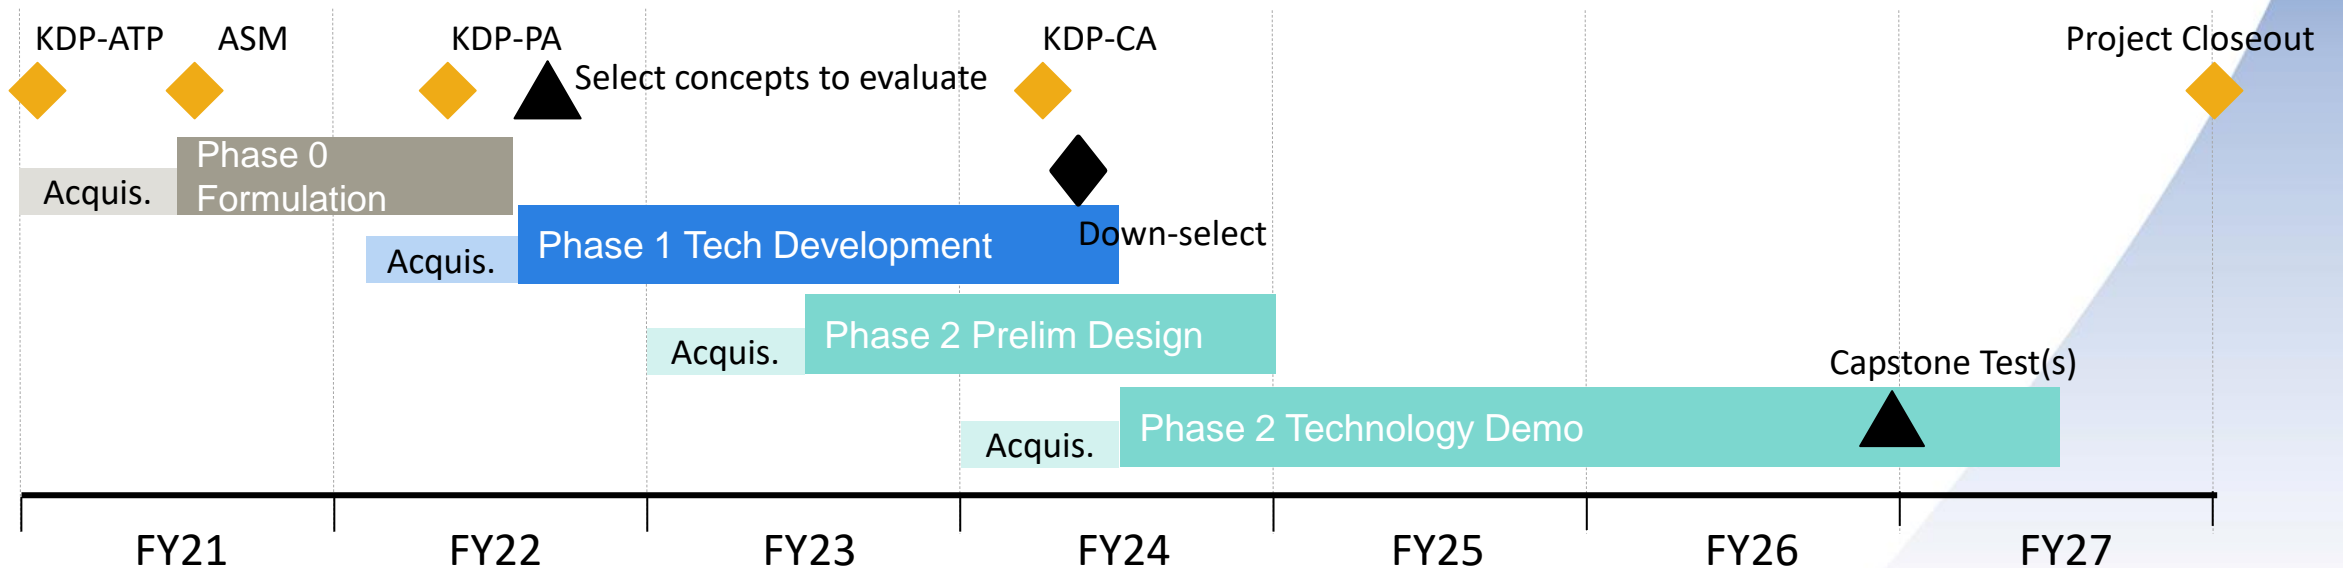 KDP-ATP
ASM
KDP-PA
KDP-CA
Project Closeout
Select concepts to evaluate
Phase 0
Formulation
Acquis.
Down-select
Phase 1 Tech Development
Acquis.
Phase 2 Prelim Design
Acquis.
Capstone Test(s)
Phase 2 Technology Demo
Acquis.
FY21
FY22
FY23
FY24
FY25
FY26
FY27